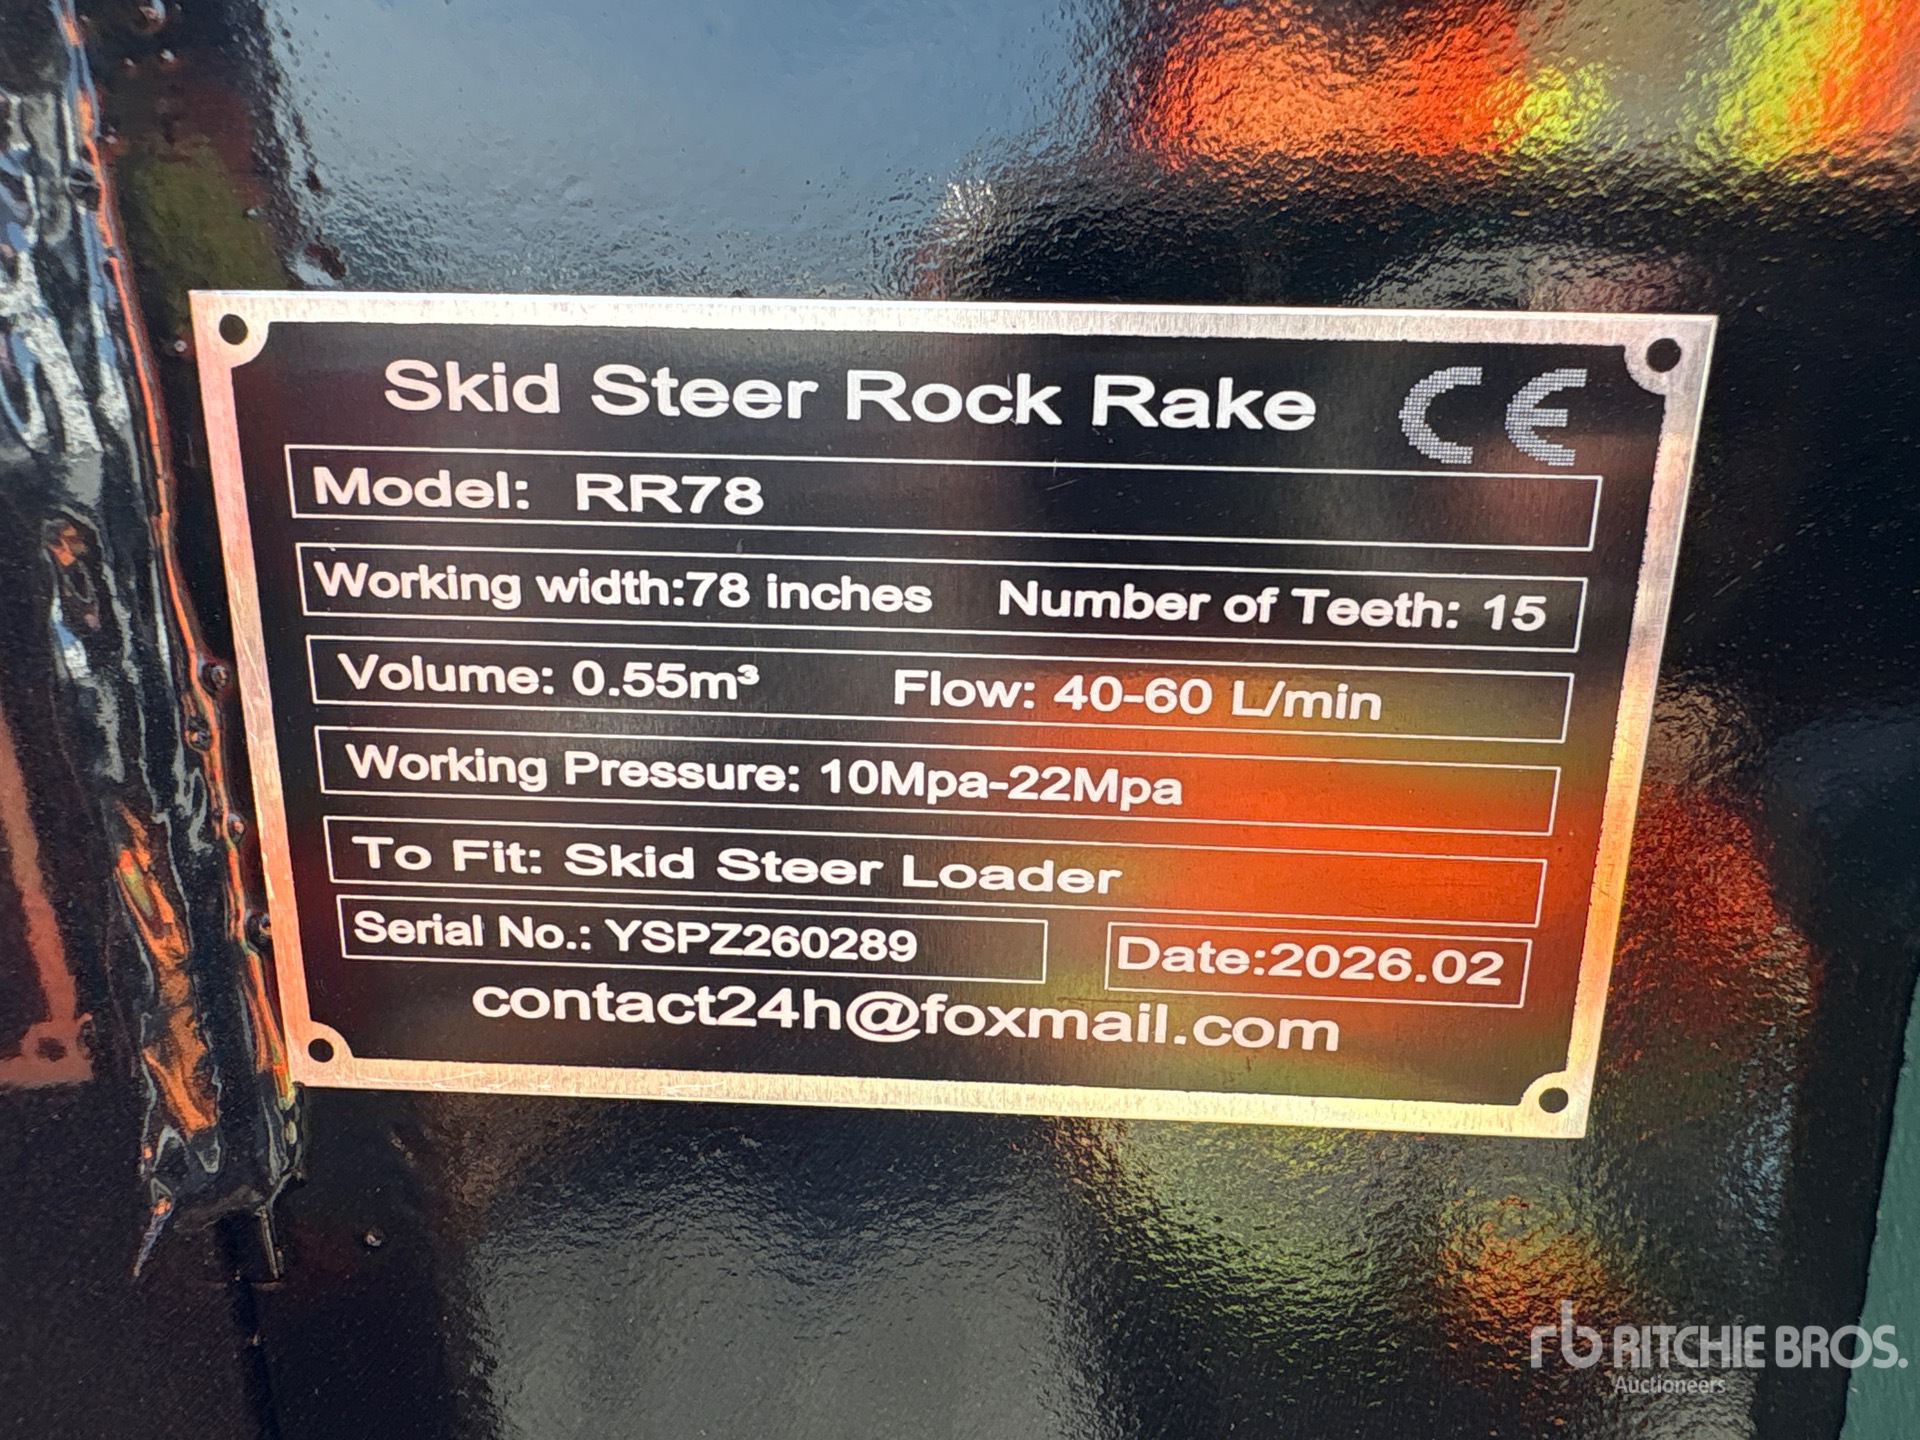 Skid Steer Rock Rake CE
Model: RR78
Working width:78 inches Number of Teeth: 15
Volume: 0.55m³ Flow: 40-60 L/min
Working Pressure: 10Mpa-22Mpa
To Fit: Skid Steer Loader
Serial No.: YSPZ260289 Date:2026.02
contact24h@foxmail.com
rb RITCHIE BROS.
Auctioneers